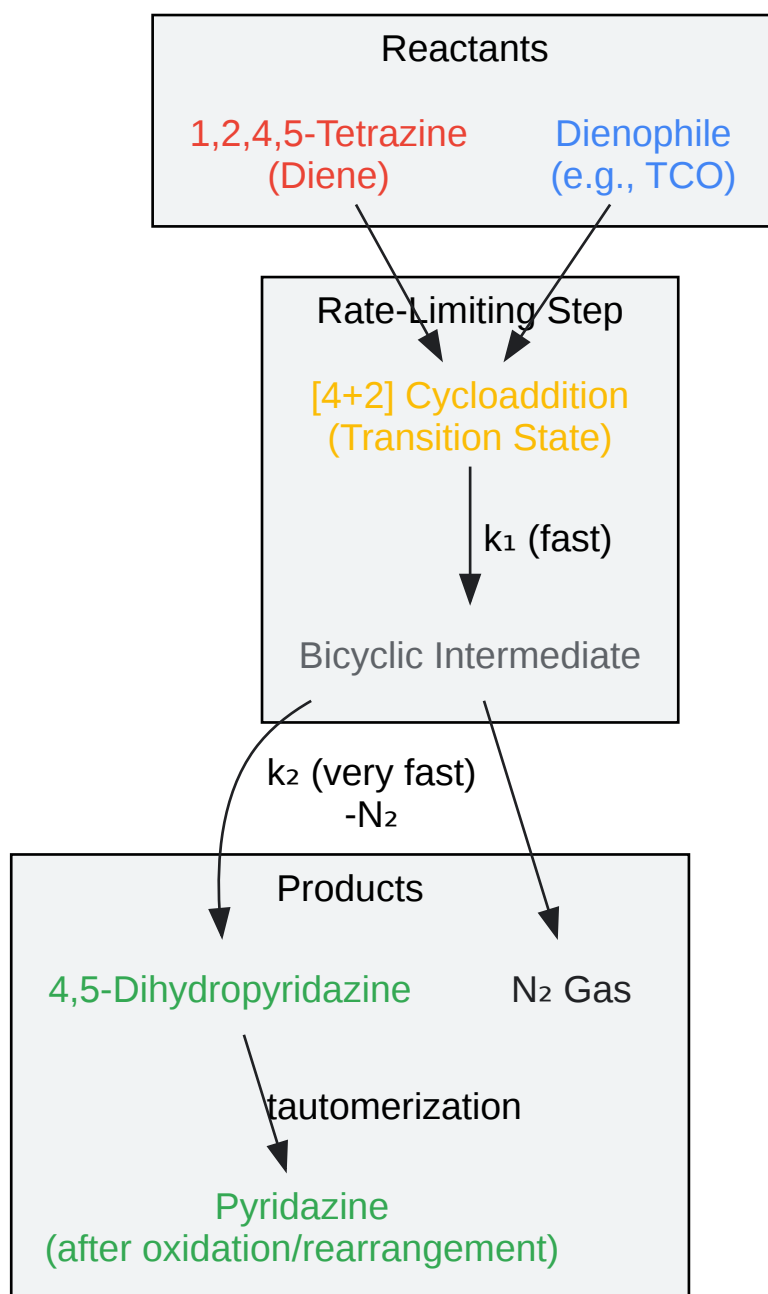 Reactants
1,2,4,5-Tetrazine
(Diene)
Dienophile
(e.g., TCO)
Rate-Limiting Step
[4+2] Cycloaddition
(Transition State)
k₁ (fast)
Bicyclic Intermediate
k₂ (very fast)
-N₂
Products
4,5-Dihydropyridazine
N₂ Gas
tautomerization
Pyridazine
(after oxidation/rearrangement)